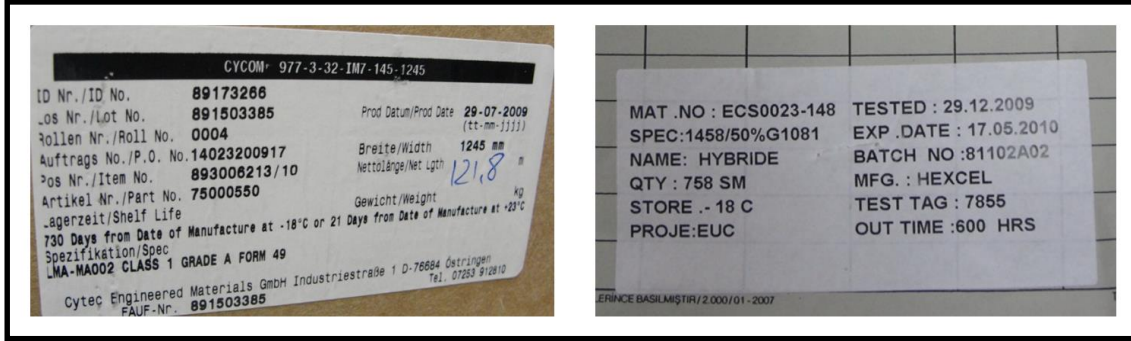 CYCOM® 977-3-32-IM7-145-1245
ID Nr./ID No. 89173266
Los Nr./Lot No. 891503385 Prod Datum/Prod Date 29-07-2009
Rollen Nr./Roll No. 0004 (tt-mm-jjjj)
Auftrags No./P.O. No. 14023200917 Breite/Width 1245 mm
Pos Nr./Item No. 893006213/10 Nettolänge/Net Lgth 121,8 m
Artikel Nr./Part No. 75000550
Lagerzeit/Shelf Life Gewicht/Weight kg
730 Days from Date of Manufacture at -18°C or 21 Days from Date of Manufacture at +23°C
Spezifikation/Spec
LMA-MA002 CLASS 1 GRADE A FORM 49
Cytec Engineered Materials GmbH Industriestraße 1 D-76684 Östringen
Tel. 07253 912810
FAUF-Nr. 891503385
MAT .NO : ECS0023-148 TESTED : 29.12.2009
SPEC:1458/50%G1081 EXP .DATE : 17.05.2010
NAME: HYBRIDE BATCH NO :81102A02
QTY : 758 SM MFG. : HEXCEL
STORE .- 18 C TEST TAG : 7855
PROJE:EUC OUT TIME :600 HRS
LERİNCE BASILMIŞTIR / 2.000 / 01 - 2007